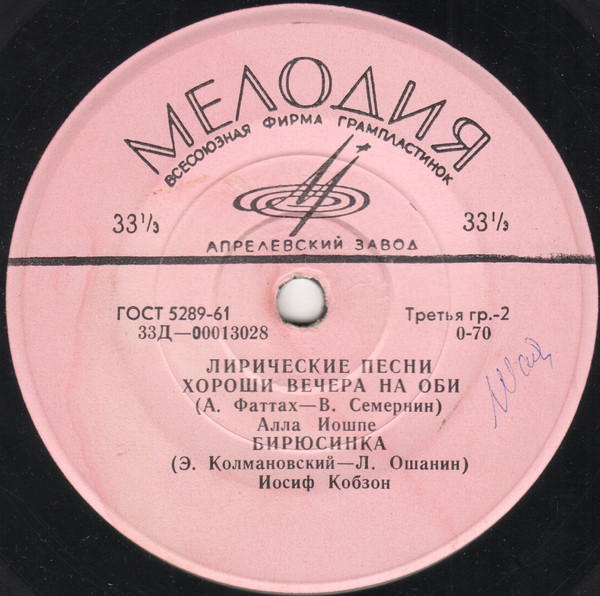 МЕЛОДИЯ
ВСЕСОЮЗНАЯ ФИРМА ГРАМПЛАСТИНОК
33⅓ 33⅓
АПРЕЛЕВСКИЙ ЗАВОД
ГОСТ 5289-61 Третья гр.-2
33Д—00013028 0-70
ЛИРИЧЕСКИЕ ПЕСНИ
ХОРОШИ ВЕЧЕРА НА ОБИ
(А. Фаттах—В. Семернин)
Алла Иошпе
БИРЮСИНКА
(Э. Колмановский—Л. Ошанин)
Иосиф Кобзон